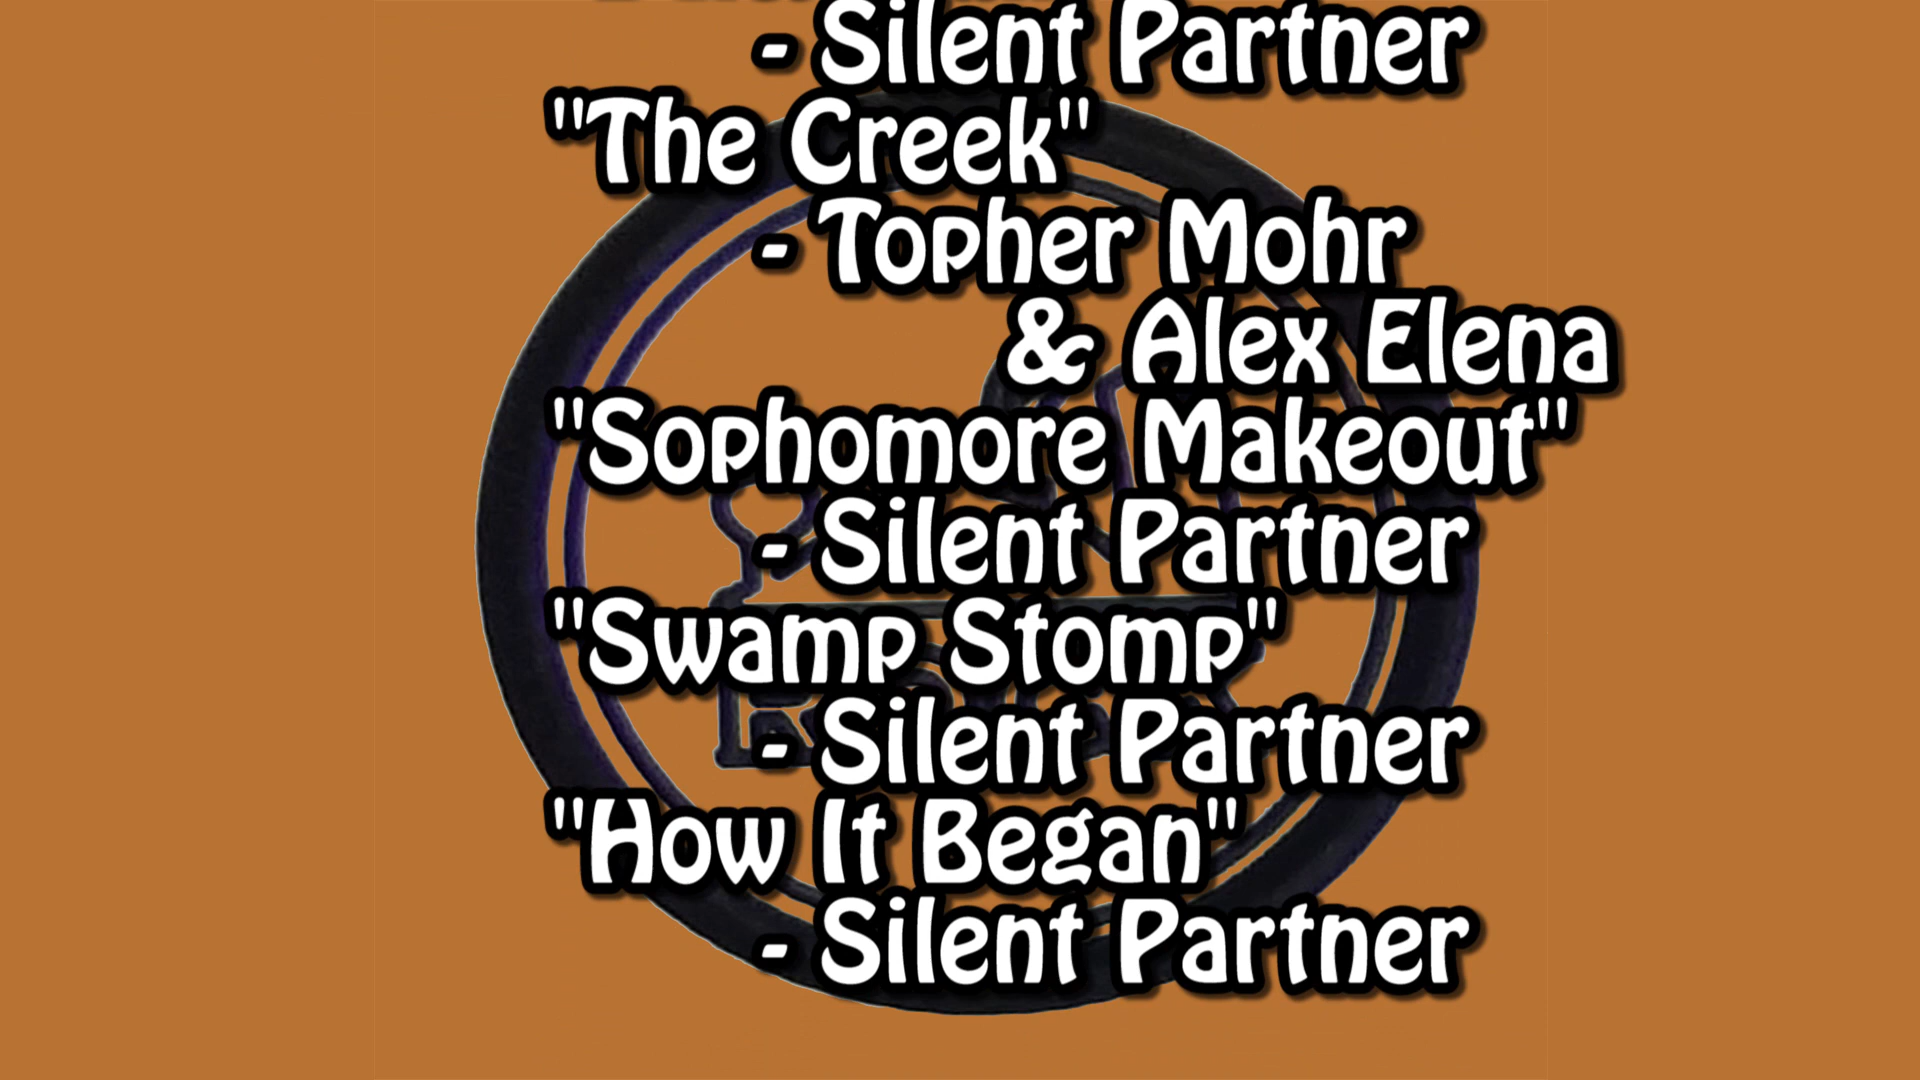 - Silent Partner
"The Creek"
- Topher Mohr
& Alex Elena
"Sophomore Makeout"
- Silent Partner
"Swamp Stomp"
- Silent Partner
"How It Began"
- Silent Partner